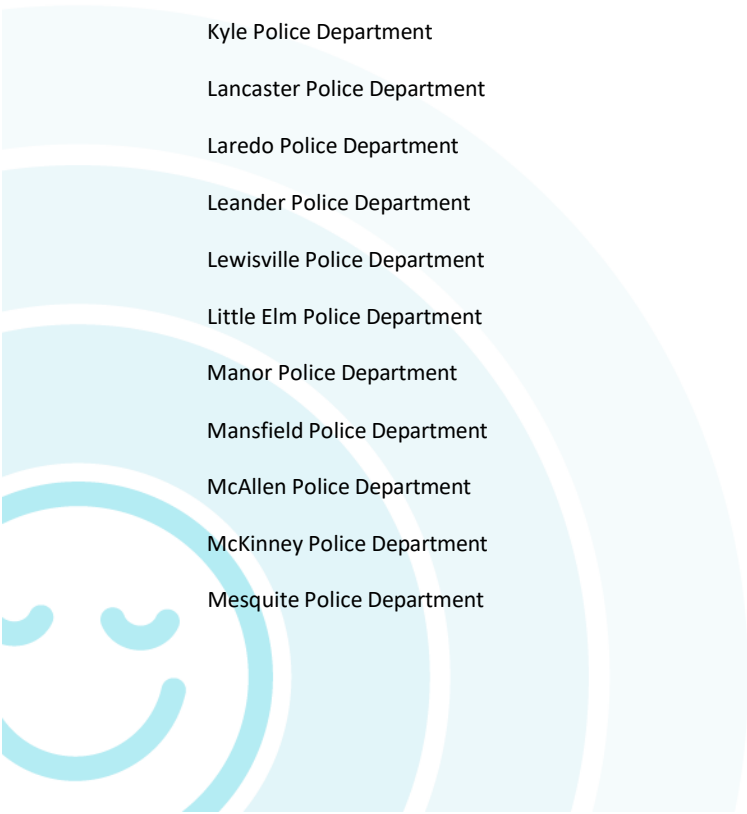 Kyle Police Department
Lancaster Police Department
Laredo Police Department
Leander Police Department
Lewisville Police Department
Little Elm Police Department
Manor Police Department
Mansfield Police Department
McAllen Police Department
McKinney Police Department
Mesquite Police Department